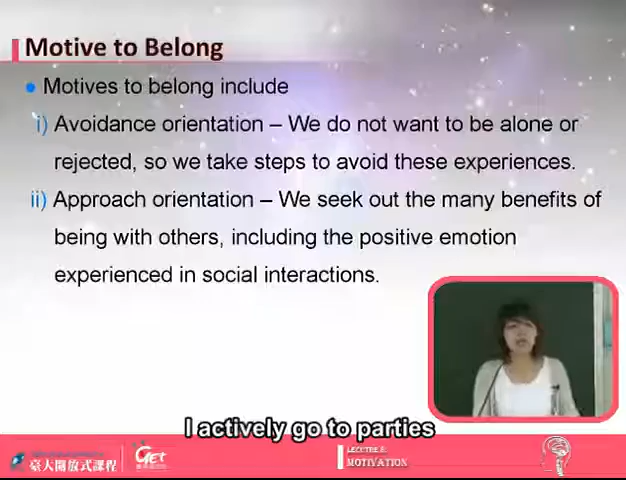 Motive to Belong
Motives to belong include
i) Avoidance orientation – We do not want to be alone or
rejected, so we take steps to avoid these experiences.
ii) Approach orientation – We seek out the many benefits of
being with others, including the positive emotion
experienced in social interactions.
I actively go to parties
臺大開放式課程
GET
MOTIVATION